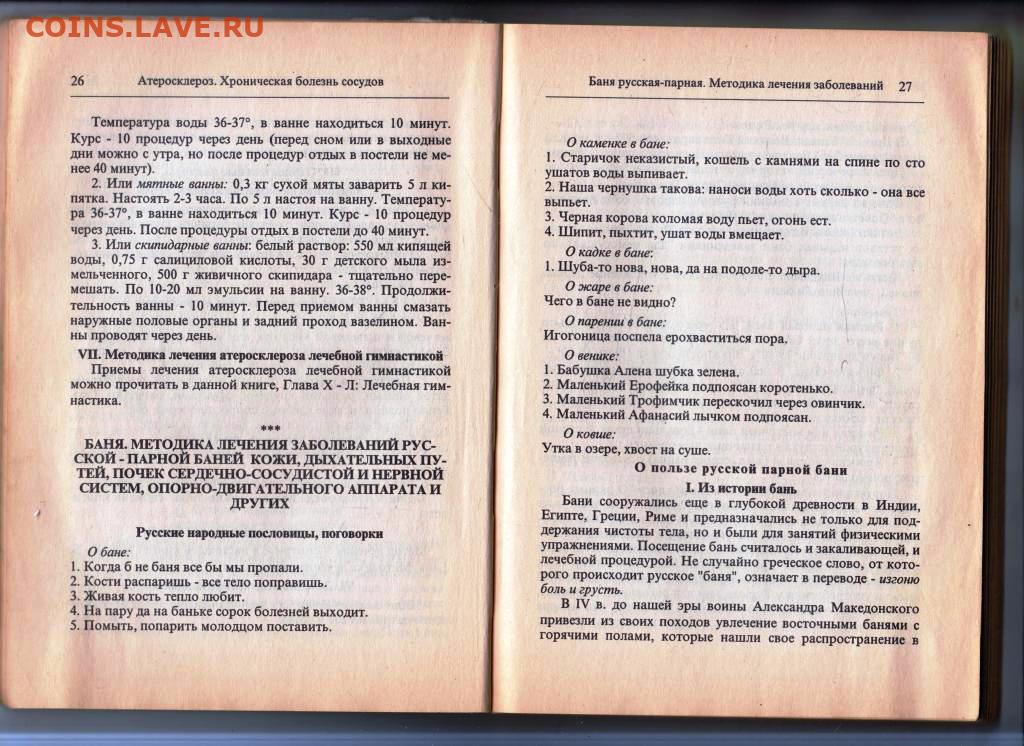 COINS.LAVE.RU
26 Атеросклероз. Хроническая болезнь сосудов
Температура воды 36-37°, в ванне находиться 10 минут.
Курс - 10 процедур через день (перед сном или в выходные
дни можно с утра, но после процедур отдых в постели не ме-
нее 40 минут).
2. Или мятные ванны: 0,3 кг сухой мяты заварить 5 л ки-
пятка. Настоять 2-3 часа. По 5 л настоя на ванну. Температу-
ра 36-37°, в ванне находиться 10 минут. Курс - 10 процедур
через день. После процедуры отдых в постели до 40 минут.
3. Или скипидарные ванны: белый раствор: 550 мл кипящей
воды, 0,75 г салициловой кислоты, 30 г детского мыла из-
мельченного, 500 г живичного скипидара - тщательно пере-
мешать. По 10-20 мл эмульсии на ванну. 36-38°. Продолжи-
тельность ванны - 10 минут. Перед приемом ванны смазать
наружные половые органы и задний проход вазелином. Ван-
ны проводят через день.
VII. Методика лечения атеросклероза лечебной гимнастикой
Приемы лечения атеросклероза лечебной гимнастикой
можно прочитать в данной книге, Глава X - Л: Лечебная гим-
настика.
***
БАНЯ. МЕТОДИКА ЛЕЧЕНИЯ ЗАБОЛЕВАНИЙ РУС-
СКОЙ - ПАРНОЙ БАНЕЙ КОЖИ, ДЫХАТЕЛЬНЫХ ПУ-
ТЕЙ, ПОЧЕК СЕРДЕЧНО-СОСУДИСТОЙ И НЕРВНОЙ
СИСТЕМ, ОПОРНО-ДВИГАТЕЛЬНОГО АППАРАТА И
ДРУГИХ
Русские народные пословицы, поговорки
О бане:
1. Когда б не баня все бы мы пропали.
2. Кости распаришь - все тело поправишь.
3. Живая кость тепло любит.
4. На пару да на баньке сорок болезней выходит.
5. Помыть, попарить молодцом поставить.
Баня русская-парная. Методика лечения заболеваний 27
О каменке в бане:
1. Старичок неказистый, кошель с камнями на спине по сто
ушатов воды выпивает.
2. Наша чернушка такова: наноси воды хоть сколько - она все
выпьет.
3. Черная корова коломая воду пьет, огонь ест.
4. Шипит, пыхтит, ушат воды вмещает.
О кадке в бане:
1. Шуба-то нова, нова, да на подоле-то дыра.
О жаре в бане:
Чего в бане не видно?
О парении в бане:
Игогоница поспела ерохваститься пора.
О венике:
1. Бабушка Алена шубка зелена.
2. Маленький Ерофейка подпоясан коротенько.
3. Маленький Трофимчик перескочил через овинчик.
4. Маленький Афанасий лычком подпоясан.
О ковше:
Утка в озере, хвост на суше.
О пользе русской парной бани
I. Из истории бань
Бани сооружались еще в глубокой древности в Индии,
Египте, Греции, Риме и предназначались не только для под-
держания чистоты тела, но и были для занятий физическими
упражнениями. Посещение бань считалось и закаливающей, и
лечебной процедурой. Не случайно греческое слово, от кото-
рого происходит русское "баня", означает в переводе - изгоню
боль и грусть.
В IV в. до нашей эры воины Александра Македонского
привезли из своих походов увлечение восточными банями с
горячими полами, которые нашли свое распространение в